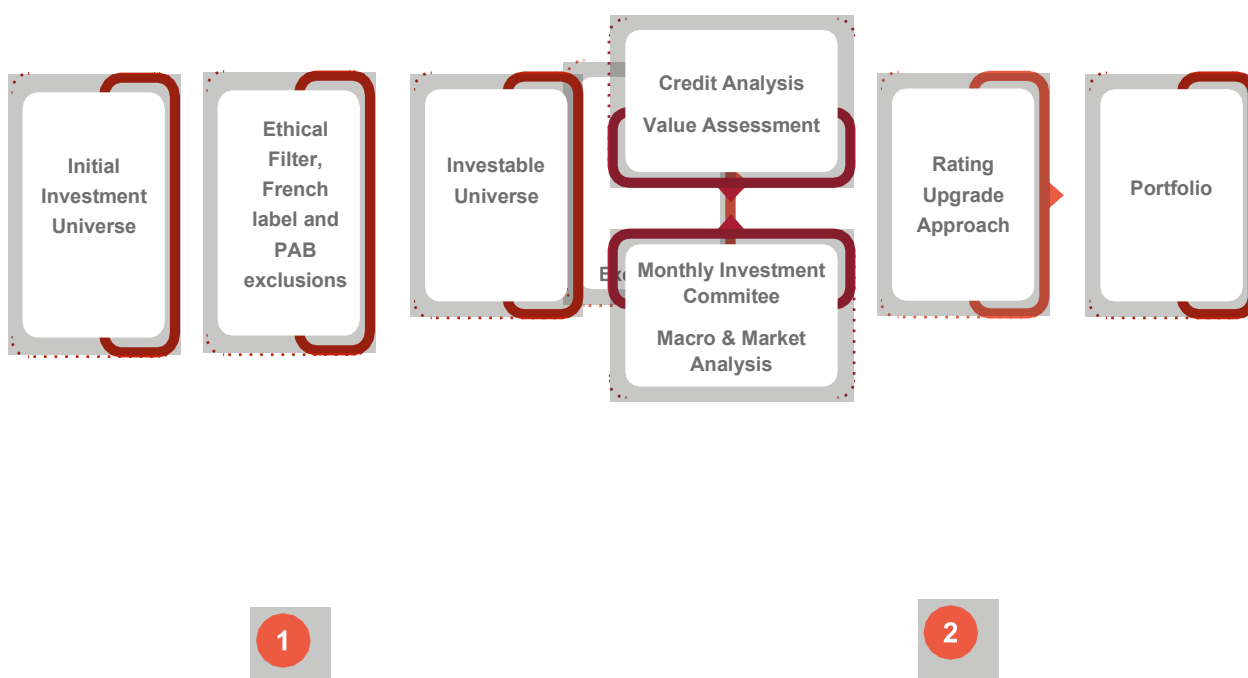 Initial
Investment
Universe
Ethical
Filter,
French
label and
PAB
exclusions
Investable
Universe
Credit Analysis
Value Assessment
Monthly Investment
Commitee
Macro & Market
Analysis
Rating
Upgrade
Approach
Portfolio
1
2